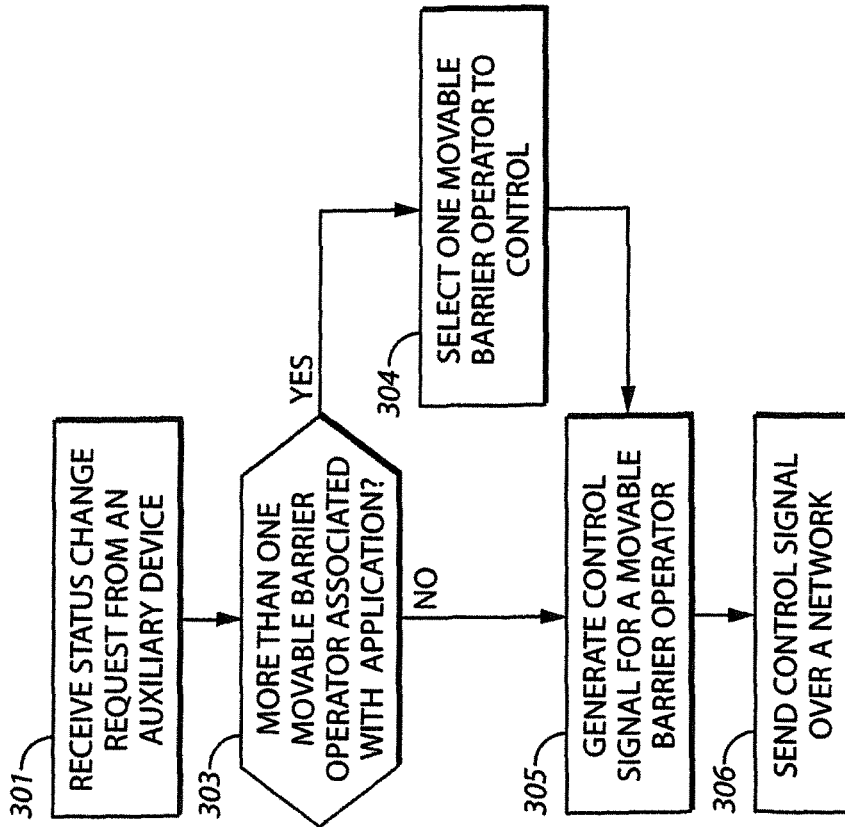 301
RECEIVE STATUS CHANGE
REQUEST FROM AN
AUXILIARY DEVICE
303
MORE THAN ONE
MOVABLE BARRIER
OPERATOR ASSOCIATED
WITH APPLICATION?
YES
304
SELECT ONE MOVABLE
BARRIER OPERATOR TO
CONTROL
NO
305
GENERATE CONTROL
SIGNAL FOR A MOVABLE
BARRIER OPERATOR
306
SEND CONTROL SIGNAL
OVER A NETWORK